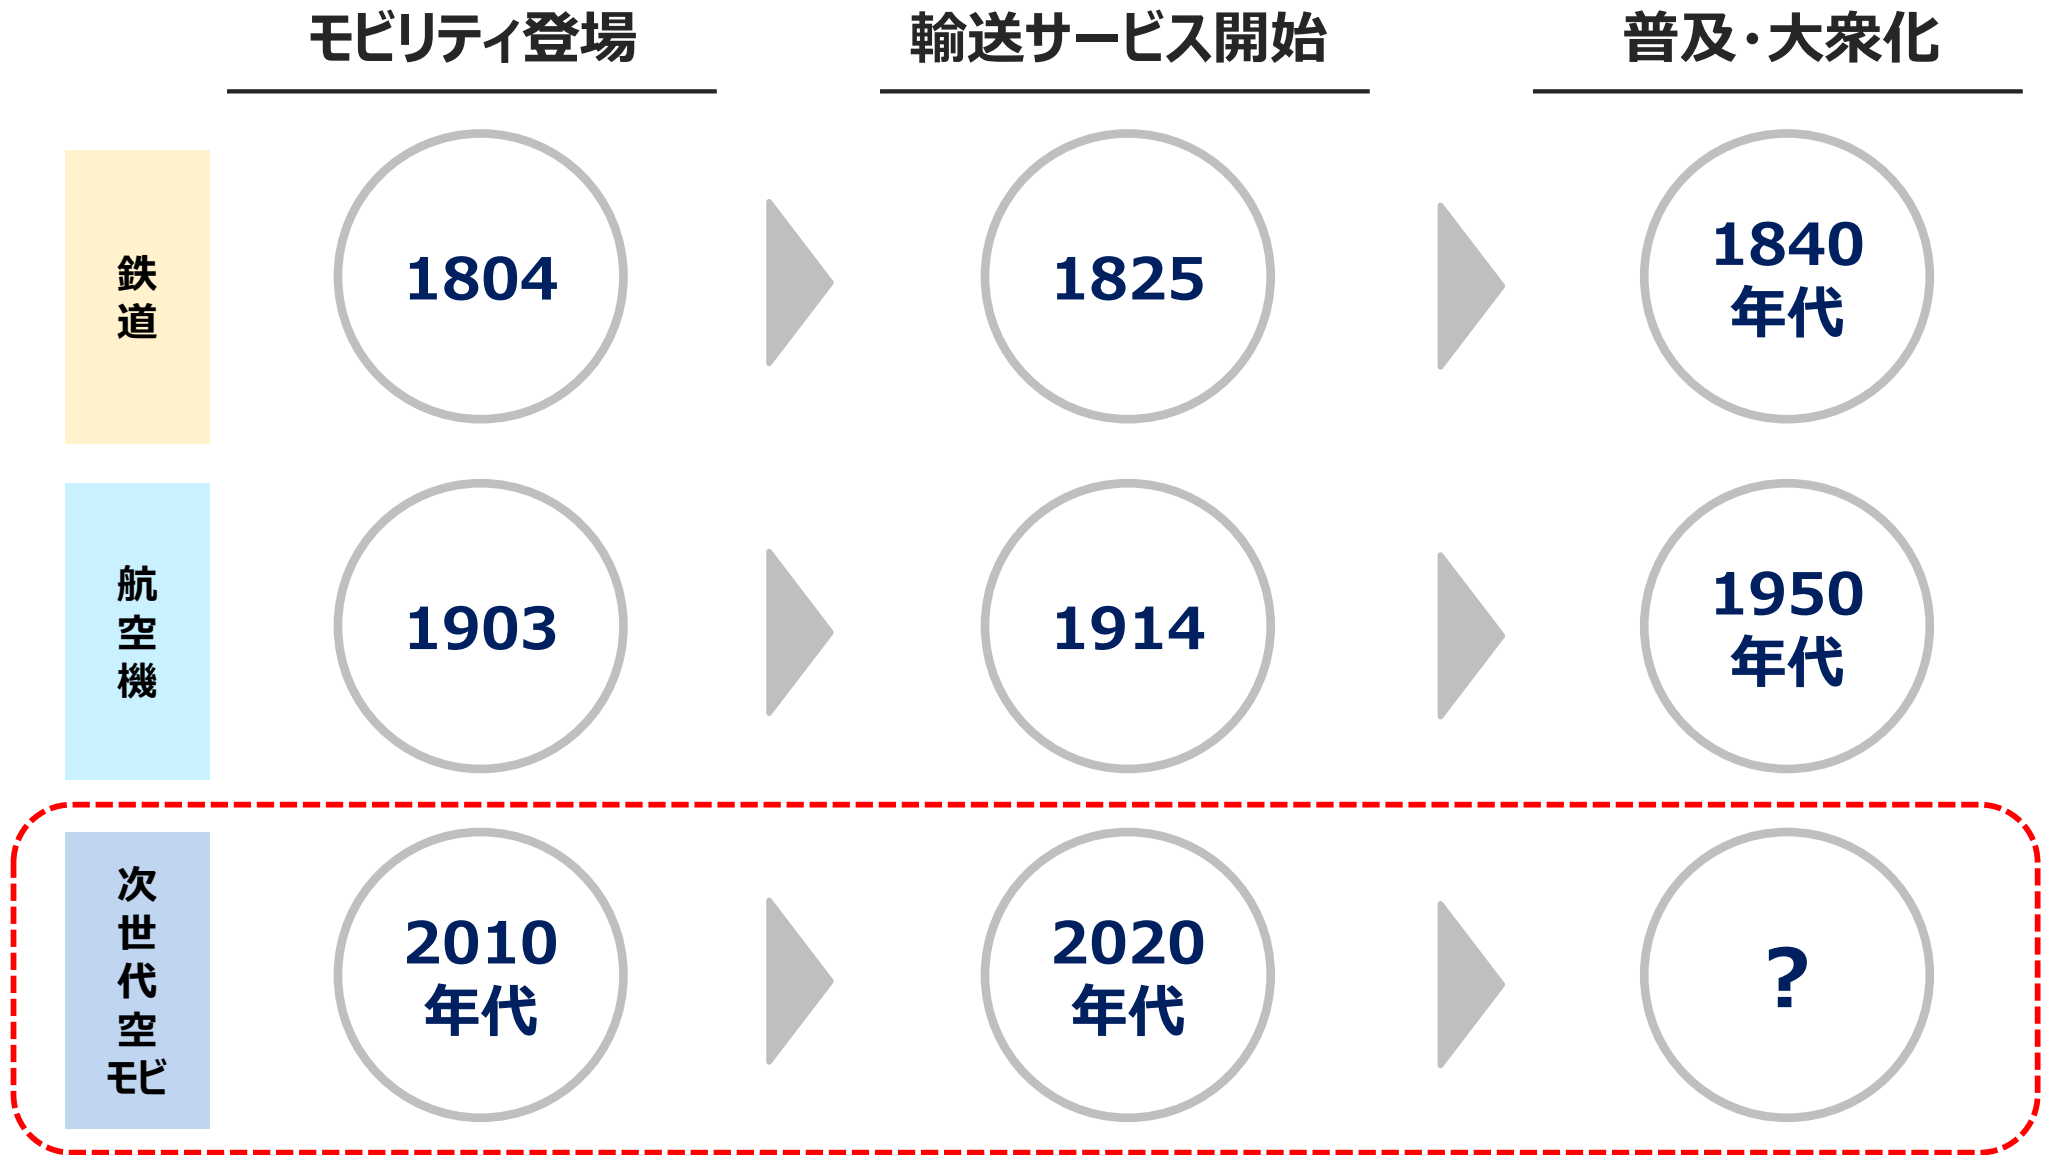 モビリティ登場
輸送サービス開始
普及・大衆化
鉄道
1804
1825
1840
年代
航空機
1903
1914
1950
年代
次世代空モビ
2010
年代
2020
年代
?